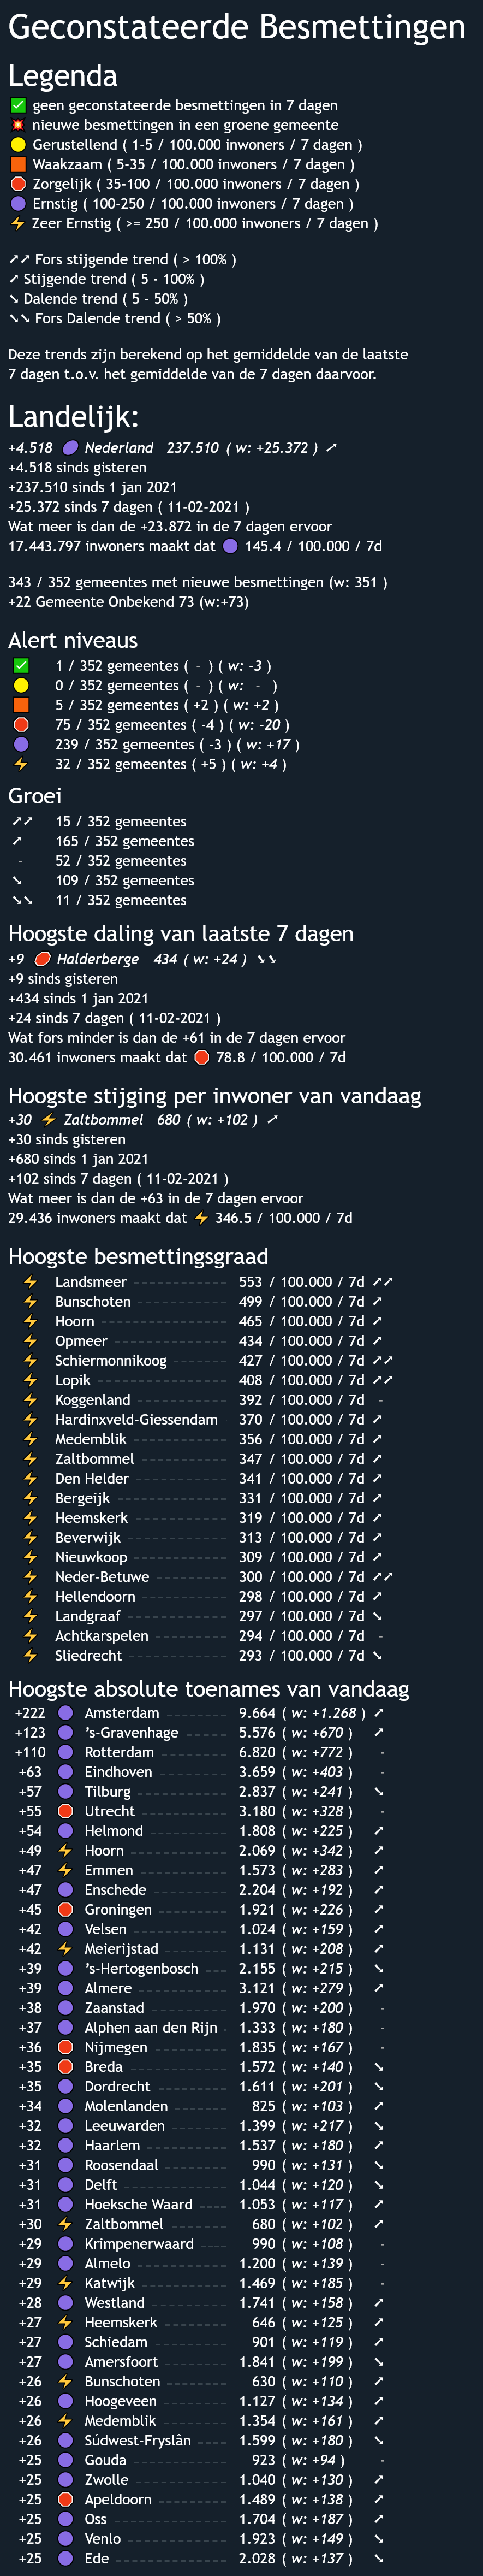 Geconstateerde Besmettingen
Legenda
✅ geen geconstateerde besmettingen in 7 dagen
💥 nieuwe besmettingen in een groene gemeente
🟡 Gerustellend ( 1-5 / 100.000 inwoners / 7 dagen )
🟧 Waakzaam ( 5-35 / 100.000 inwoners / 7 dagen )
🛑 Zorgelijk ( 35-100 / 100.000 inwoners / 7 dagen )
🟣 Ernstig ( 100-250 / 100.000 inwoners / 7 dagen )
⚡ Zeer Ernstig ( >= 250 / 100.000 inwoners / 7 dagen )
➚➚ Fors stijgende trend ( > 100% )
➚ Stijgende trend ( 5 - 100% )
➘ Dalende trend ( 5 - 50% )
➘➘ Fors Dalende trend ( > 50% )
Deze trends zijn berekend op het gemiddelde van de laatste
7 dagen t.o.v. het gemiddelde van de 7 dagen daarvoor.
Landelijk:
+4.518 🟣 Nederland 237.510 ( w: +25.372 ) ➚
+4.518 sinds gisteren
+237.510 sinds 1 jan 2021
+25.372 sinds 7 dagen ( 11-02-2021 )
Wat meer is dan de +23.872 in de 7 dagen ervoor
17.443.797 inwoners maakt dat 🟣 145.4 / 100.000 / 7d
343 / 352 gemeentes met nieuwe besmettingen (w: 351 )
+22 Gemeente Onbekend 73 (w:+73)
Alert niveaus
✅ 1 / 352 gemeentes ( - ) ( w: -3 )
🟡 0 / 352 gemeentes ( - ) ( w: - )
🟧 5 / 352 gemeentes ( +2 ) ( w: +2 )
🛑 75 / 352 gemeentes ( -4 ) ( w: -20 )
🟣 239 / 352 gemeentes ( -3 ) ( w: +17 )
⚡ 32 / 352 gemeentes ( +5 ) ( w: +4 )
Groei
➚➚ 15 / 352 gemeentes
➚ 165 / 352 gemeentes
- 52 / 352 gemeentes
➘ 109 / 352 gemeentes
➘➘ 11 / 352 gemeentes
Hoogste daling van laatste 7 dagen
+9 🛑 Halderberge 434 ( w: +24 ) ➘➘
+9 sinds gisteren
+434 sinds 1 jan 2021
+24 sinds 7 dagen ( 11-02-2021 )
Wat fors minder is dan de +61 in de 7 dagen ervoor
30.461 inwoners maakt dat 🛑 78.8 / 100.000 / 7d
Hoogste stijging per inwoner van vandaag
+30 ⚡ Zaltbommel 680 ( w: +102 ) ➚
+30 sinds gisteren
+680 sinds 1 jan 2021
+102 sinds 7 dagen ( 11-02-2021 )
Wat meer is dan de +63 in de 7 dagen ervoor
29.436 inwoners maakt dat ⚡ 346.5 / 100.000 / 7d
Hoogste besmettingsgraad
⚡ Landsmeer 553 / 100.000 / 7d ➚➚
⚡ Bunschoten 499 / 100.000 / 7d ➚
⚡ Hoorn 465 / 100.000 / 7d ➚
⚡ Opmeer 434 / 100.000 / 7d ➚
⚡ Schiermonnikoog 427 / 100.000 / 7d ➚➚
⚡ Lopik 408 / 100.000 / 7d ➚➚
⚡ Koggenland 392 / 100.000 / 7d -
⚡ Hardinxveld-Giessendam 370 / 100.000 / 7d ➚
⚡ Medemblik 356 / 100.000 / 7d ➚
⚡ Zaltbommel 347 / 100.000 / 7d ➚
⚡ Den Helder 341 / 100.000 / 7d ➚
⚡ Bergeijk 331 / 100.000 / 7d ➚
⚡ Heemskerk 319 / 100.000 / 7d ➚
⚡ Beverwijk 313 / 100.000 / 7d ➚
⚡ Nieuwkoop 309 / 100.000 / 7d ➚
⚡ Neder-Betuwe 300 / 100.000 / 7d ➚➚
⚡ Hellendoorn 298 / 100.000 / 7d ➚
⚡ Landgraaf 297 / 100.000 / 7d ➘
⚡ Achtkarspelen 294 / 100.000 / 7d -
⚡ Sliedrecht 293 / 100.000 / 7d ➘
Hoogste absolute toenames van vandaag
+222 🟣 Amsterdam 9.664 ( w: +1.268 ) ➚
+123 🟣 's-Gravenhage 5.576 ( w: +670 ) ➚
+110 🟣 Rotterdam 6.820 ( w: +772 ) -
+63 🟣 Eindhoven 3.659 ( w: +403 ) -
+57 🟣 Tilburg 2.837 ( w: +241 ) ➘
+55 🛑 Utrecht 3.180 ( w: +328 ) -
+54 🟣 Helmond 1.808 ( w: +225 ) ➚
+49 ⚡ Hoorn 2.069 ( w: +342 ) ➚
+47 ⚡ Emmen 1.573 ( w: +283 ) ➚
+47 🟣 Enschede 2.204 ( w: +192 ) ➚
+45 🛑 Groningen 1.921 ( w: +226 ) ➚
+42 🟣 Velsen 1.024 ( w: +159 ) ➚
+42 ⚡ Meierijstad 1.131 ( w: +208 ) ➚
+39 🟣 's-Hertogenbosch 2.155 ( w: +215 ) ➘
+39 🟣 Almere 3.121 ( w: +279 ) ➚
+38 🟣 Zaanstad 1.970 ( w: +200 ) -
+37 🟣 Alphen aan den Rijn 1.333 ( w: +180 ) -
+36 🛑 Nijmegen 1.835 ( w: +167 ) -
+35 🛑 Breda 1.572 ( w: +140 ) ➘
+35 🟣 Dordrecht 1.611 ( w: +201 ) ➘
+34 🟣 Molenlanden 825 ( w: +103 ) ➚
+32 🟣 Leeuwarden 1.399 ( w: +217 ) ➘
+32 🟣 Haarlem 1.537 ( w: +180 ) ➚
+31 🟣 Roosendaal 990 ( w: +131 ) ➘
+31 🟣 Delft 1.044 ( w: +120 ) ➘
+31 🟣 Hoeksche Waard 1.053 ( w: +117 ) ➚
+30 ⚡ Zaltbommel 680 ( w: +102 ) ➚
+29 🟣 Krimpenerwaard 990 ( w: +108 ) -
+29 🟣 Almelo 1.200 ( w: +139 ) -
+29 ⚡ Katwijk 1.469 ( w: +185 ) -
+28 🟣 Westland 1.741 ( w: +158 ) ➚
+27 ⚡ Heemskerk 646 ( w: +125 ) ➚
+27 🟣 Schiedam 901 ( w: +119 ) ➚
+27 🟣 Amersfoort 1.841 ( w: +199 ) ➘
+26 ⚡ Bunschoten 630 ( w: +110 ) ➚
+26 🟣 Hoogeveen 1.127 ( w: +134 ) ➚
+26 ⚡ Medemblik 1.354 ( w: +161 ) ➚
+26 🟣 Súdwest-Fryslân 1.599 ( w: +180 ) ➘
+25 🟣 Gouda 923 ( w: +94 ) -
+25 🟣 Zwolle 1.040 ( w: +130 ) ➚
+25 🛑 Apeldoorn 1.489 ( w: +138 ) ➚
+25 🟣 Oss 1.704 ( w: +187 ) ➚
+25 🟣 Venlo 1.923 ( w: +149 ) ➘
+25 🟣 Ede 2.028 ( w: +137 ) ➘